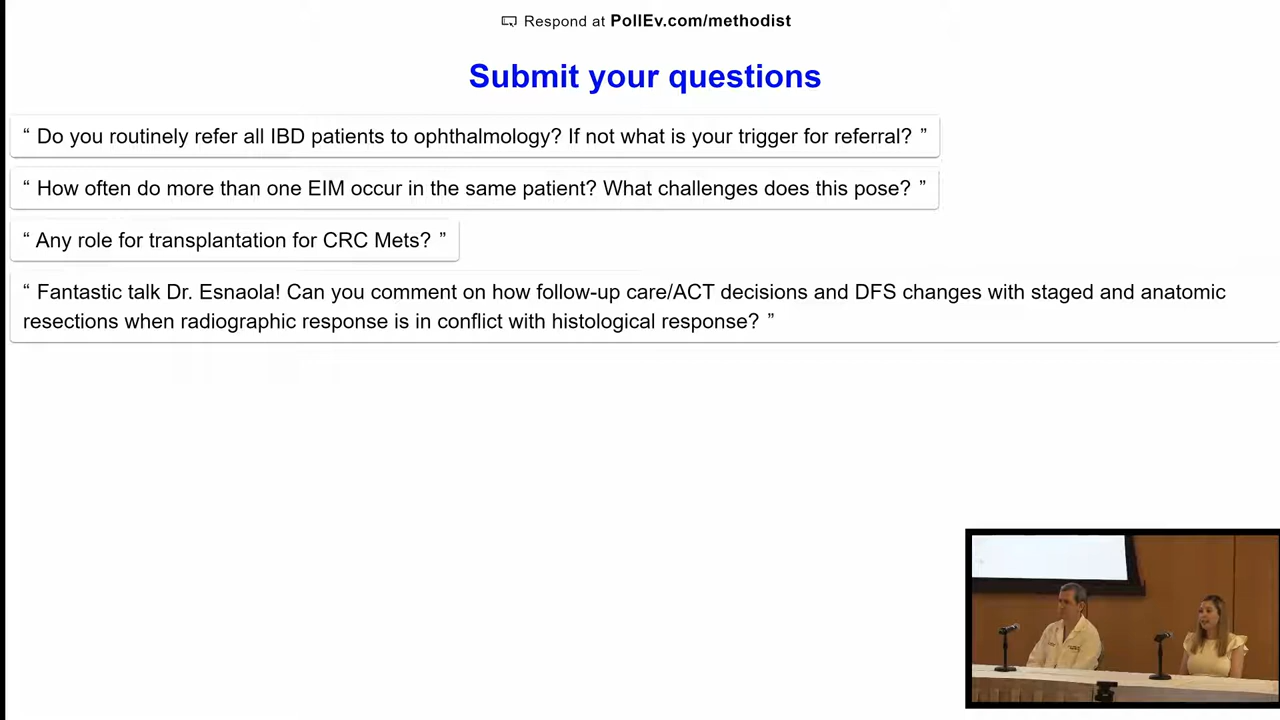 Respond at PollEv.com/methodist
Submit your questions
“ Do you routinely refer all IBD patients to ophthalmology? If not what is your trigger for referral? ”
“ How often do more than one EIM occur in the same patient? What challenges does this pose? ”
“ Any role for transplantation for CRC Mets? ”
“ Fantastic talk Dr. Esnaola! Can you comment on how follow-up care/ACT decisions and DFS changes with staged and anatomic
resections when radiographic response is in conflict with histological response? ”